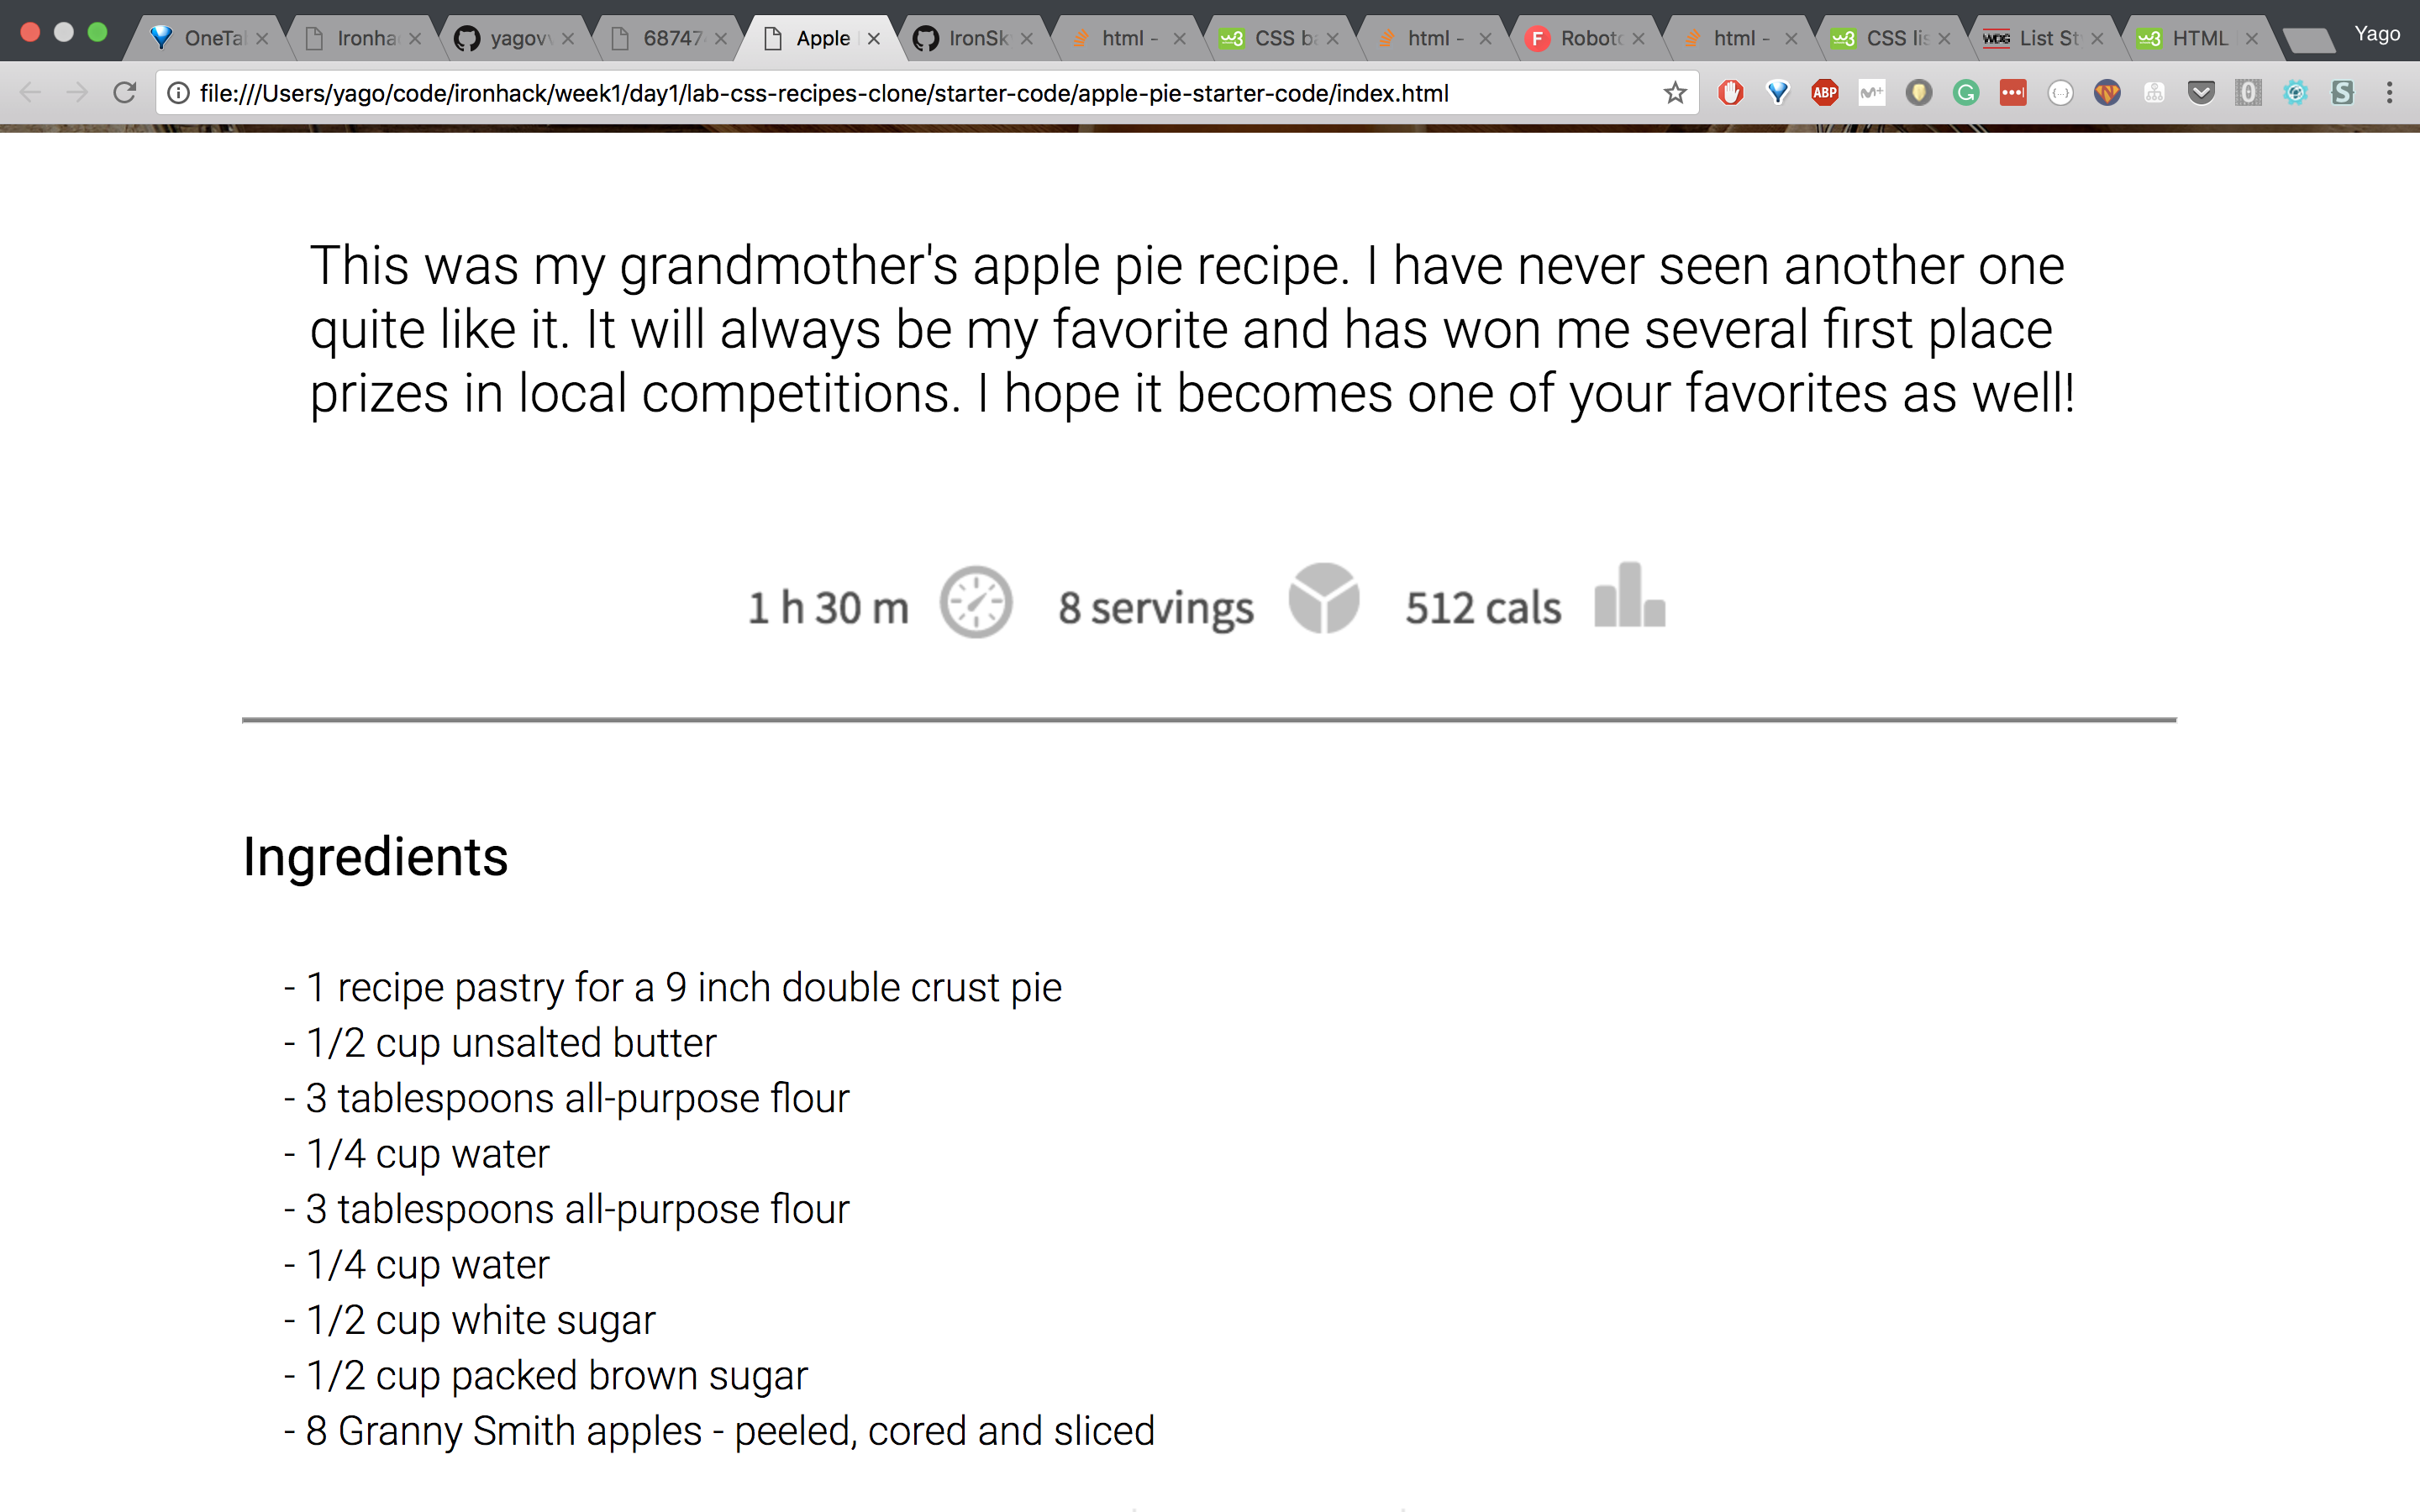 OneTa
Ironha
yagov
68747
Apple
IronSk
html -
CSS b
html -
Roboto
html -
CSS lis
List St
HTML
Yago
file:///Users/yago/code/ironhack/week1/day1/lab-css-recipes-clone/starter-code/apple-pie-starter-code/index.html
ABP
This was my grandmother's apple pie recipe. I have never seen another one
quite like it. It will always be my favorite and has won me several first place
prizes in local competitions. I hope it becomes one of your favorites as well!
1 h 30 m 8 servings 512 cals
Ingredients
- 1 recipe pastry for a 9 inch double crust pie
- 1/2 cup unsalted butter
- 3 tablespoons all-purpose flour
- 1/4 cup water
- 3 tablespoons all-purpose flour
- 1/4 cup water
- 1/2 cup white sugar
- 1/2 cup packed brown sugar
- 8 Granny Smith apples - peeled, cored and sliced